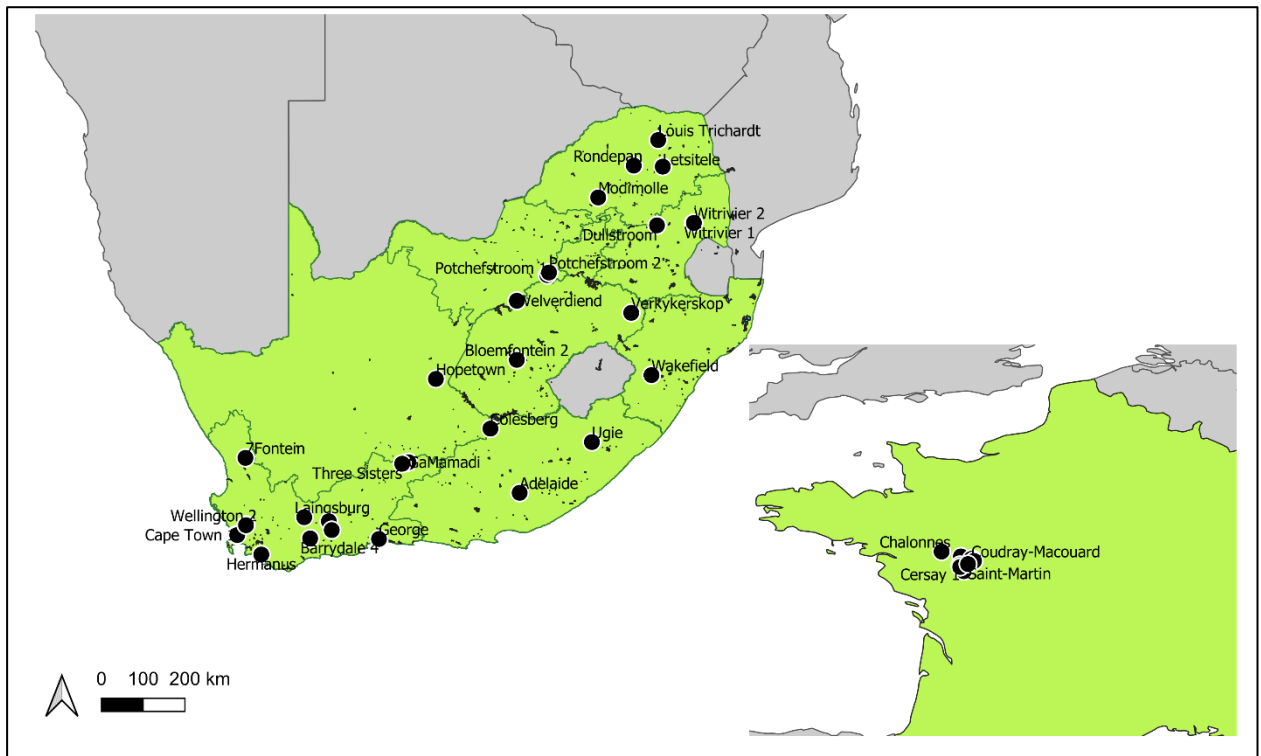 Louis Trichardt
Rondepan
Letsitele
Modimolle
Witrivier 2
Dullstroom
Witrivier 1
Potchefstroom
Potchefstroom 2
Welverdiend
Verkykerskop
Bloemfontein 2
Hopetown
Wakefield
Colesberg
Ugie
7Fontein
Three Sisters
GaMamadi
Adelaide
Laingsburg
Wellington 2
Cape Town
George
Barrydale 4
Hermanus
Chalonnes
Coudray-Macouard
Cersay 1
Saint-Martin
0 100 200 km